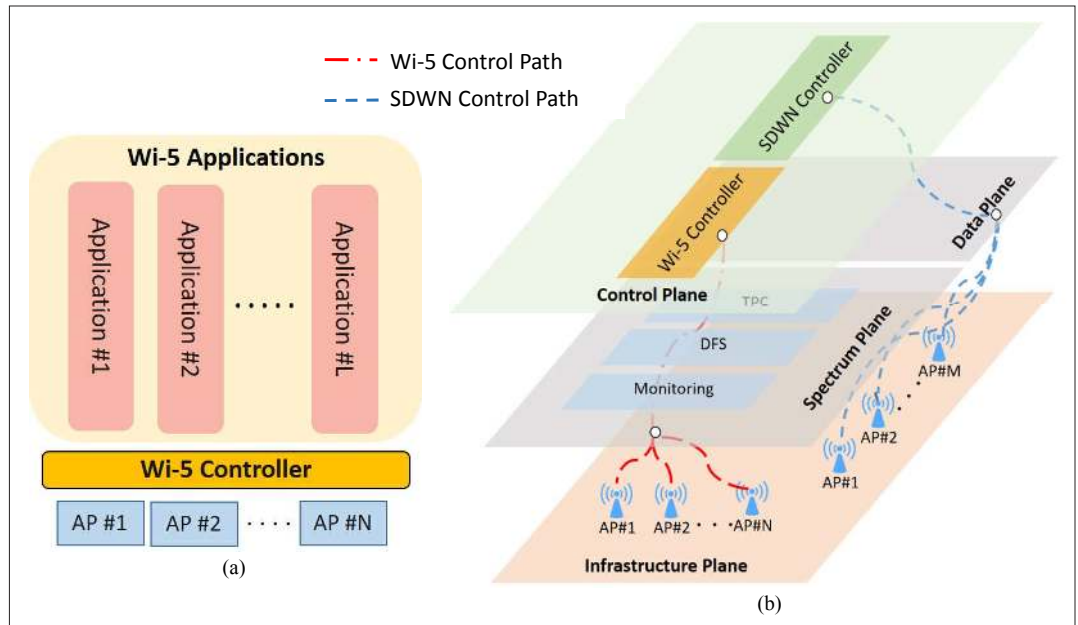 Wi-5 Control Path
SDWN Control Path
Wi-5 Applications
Application #1
Application #2
.....
Application #L
Wi-5 Controller
AP #1
AP #2
....
AP #N
(a)
SDWN Controller
Wi-5 Controller
Control Plane
Data Plane
TPC
DFS
Monitoring
Spectrum Plane
AP#M
AP#2
AP#1
...
AP#1
AP#2
...
AP#N
Infrastructure Plane
(b)